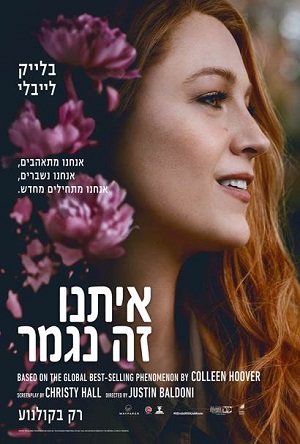 בלייק
לייבלי
אנחנו מתאהבים,
אנחנו נשברים,
אנחנו מתחילים מחדש.
איתנו
זה נגמר
BASED ON THE GLOBAL BEST-SELLING PHENOMENON BY COLLEEN HOOVER
SCREENPLAY BY CHRISTY HALL DIRECTED BY JUSTIN BALDONI
WAYFARER
רק בקולנוע